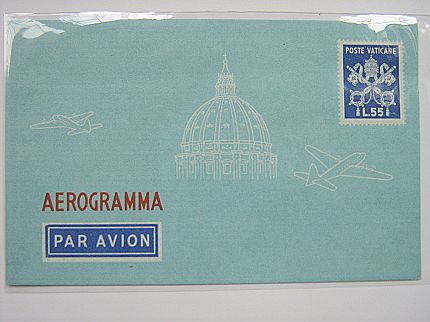 POSTE VATICANE
L.55
AEROGRAMMA
PAR AVION